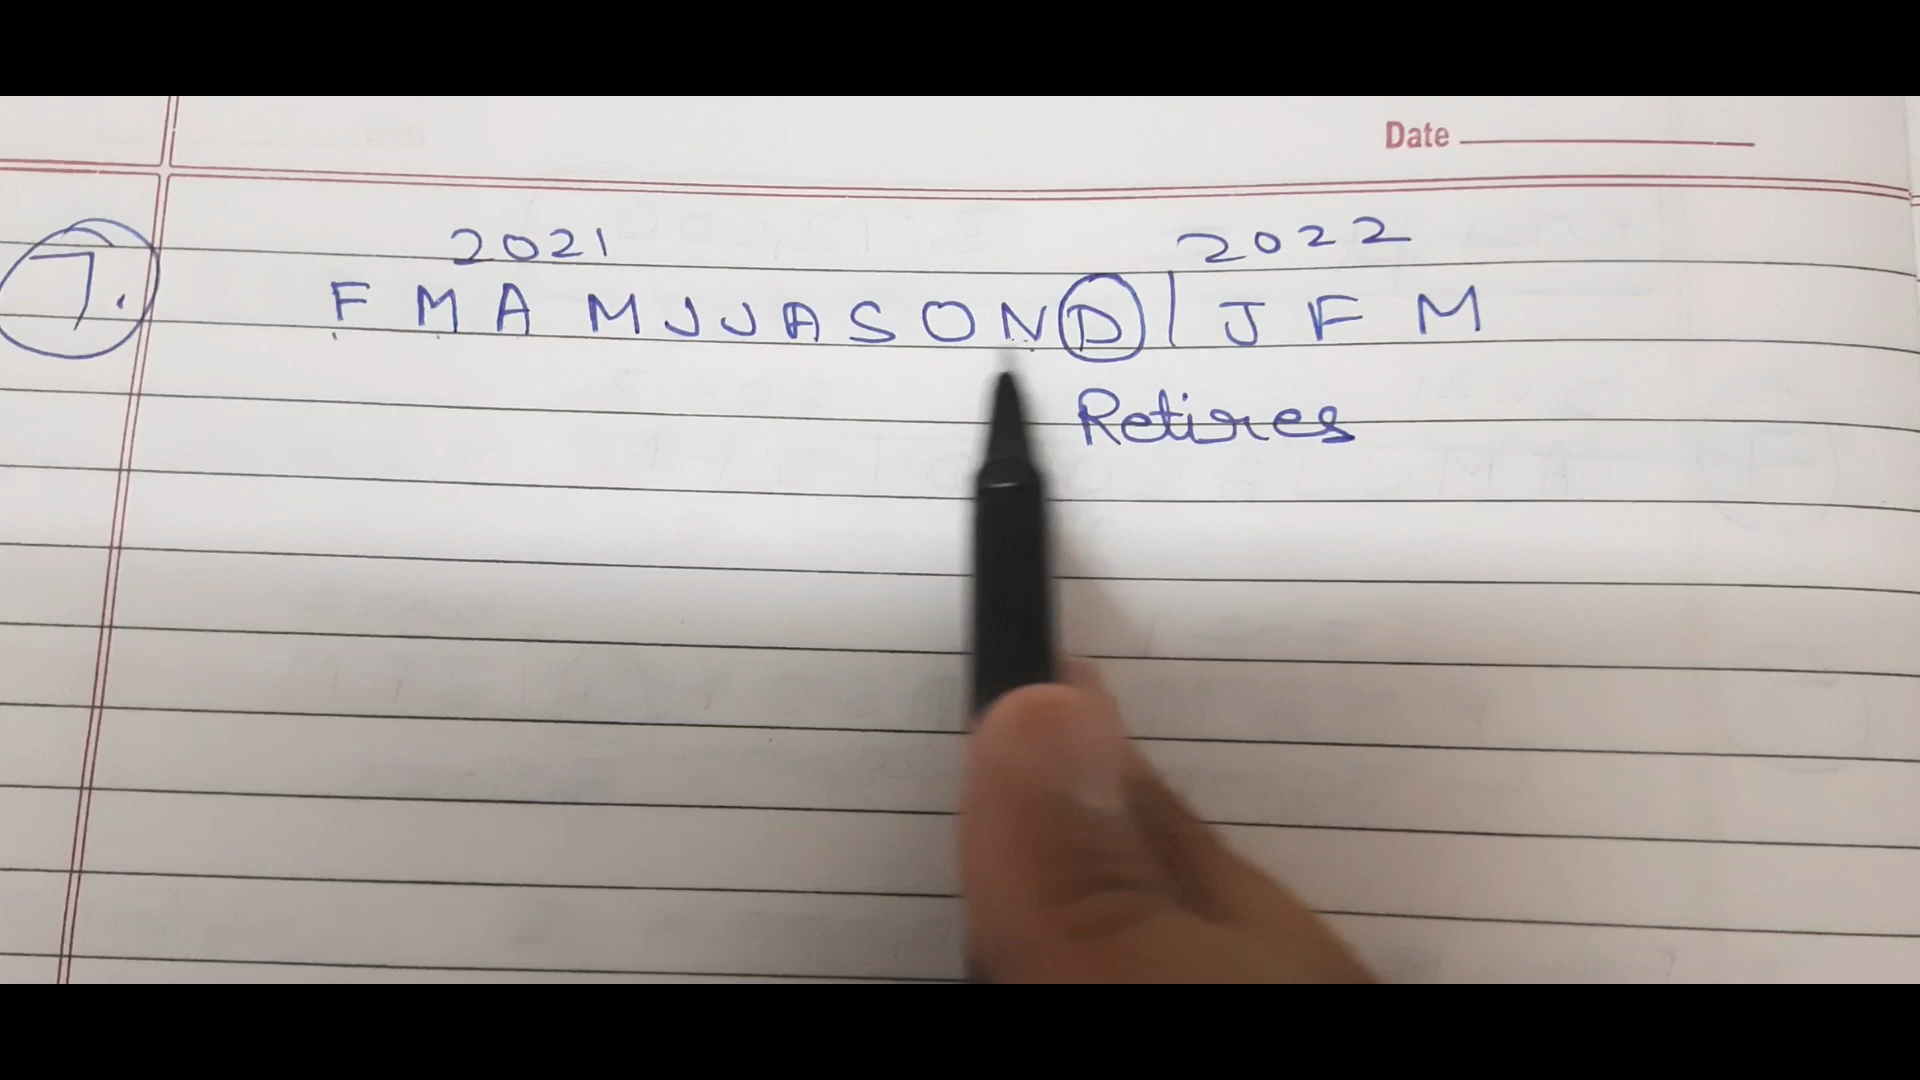 Date
2021 2022
7. F M A M J J A S O N D | J F M
Retires